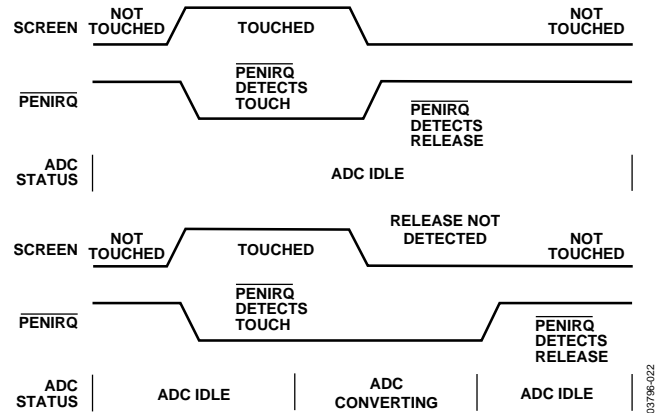 SCREEN NOT TOUCHED TOUCHED NOT TOUCHED
PENIRQ PENIRQ DETECTS TOUCH PENIRQ DETECTS RELEASE
ADC STATUS ADC IDLE
SCREEN NOT TOUCHED TOUCHED RELEASE NOT DETECTED NOT TOUCHED
PENIRQ PENIRQ DETECTS TOUCH PENIRQ DETECTS RELEASE
ADC STATUS ADC IDLE ADC CONVERTING ADC IDLE
03796-022